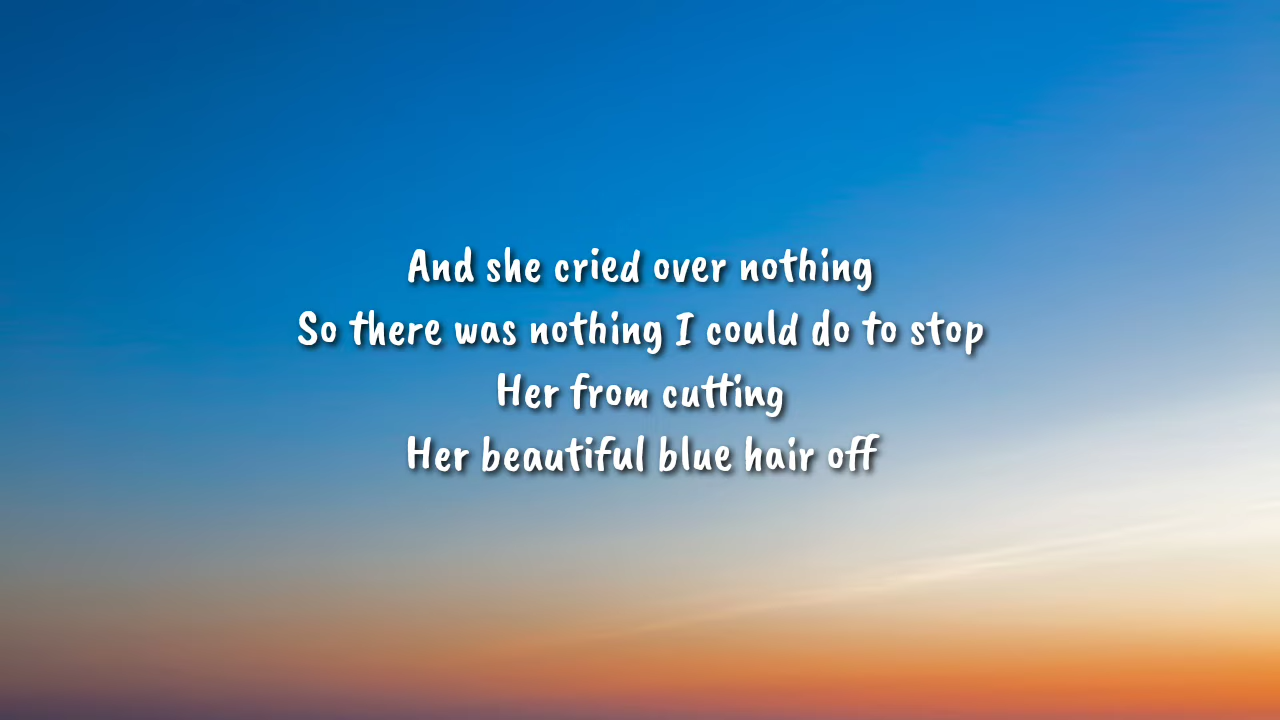 And she cried over nothing
So there was nothing I could do to stop
Her from cutting
Her beautiful blue hair off